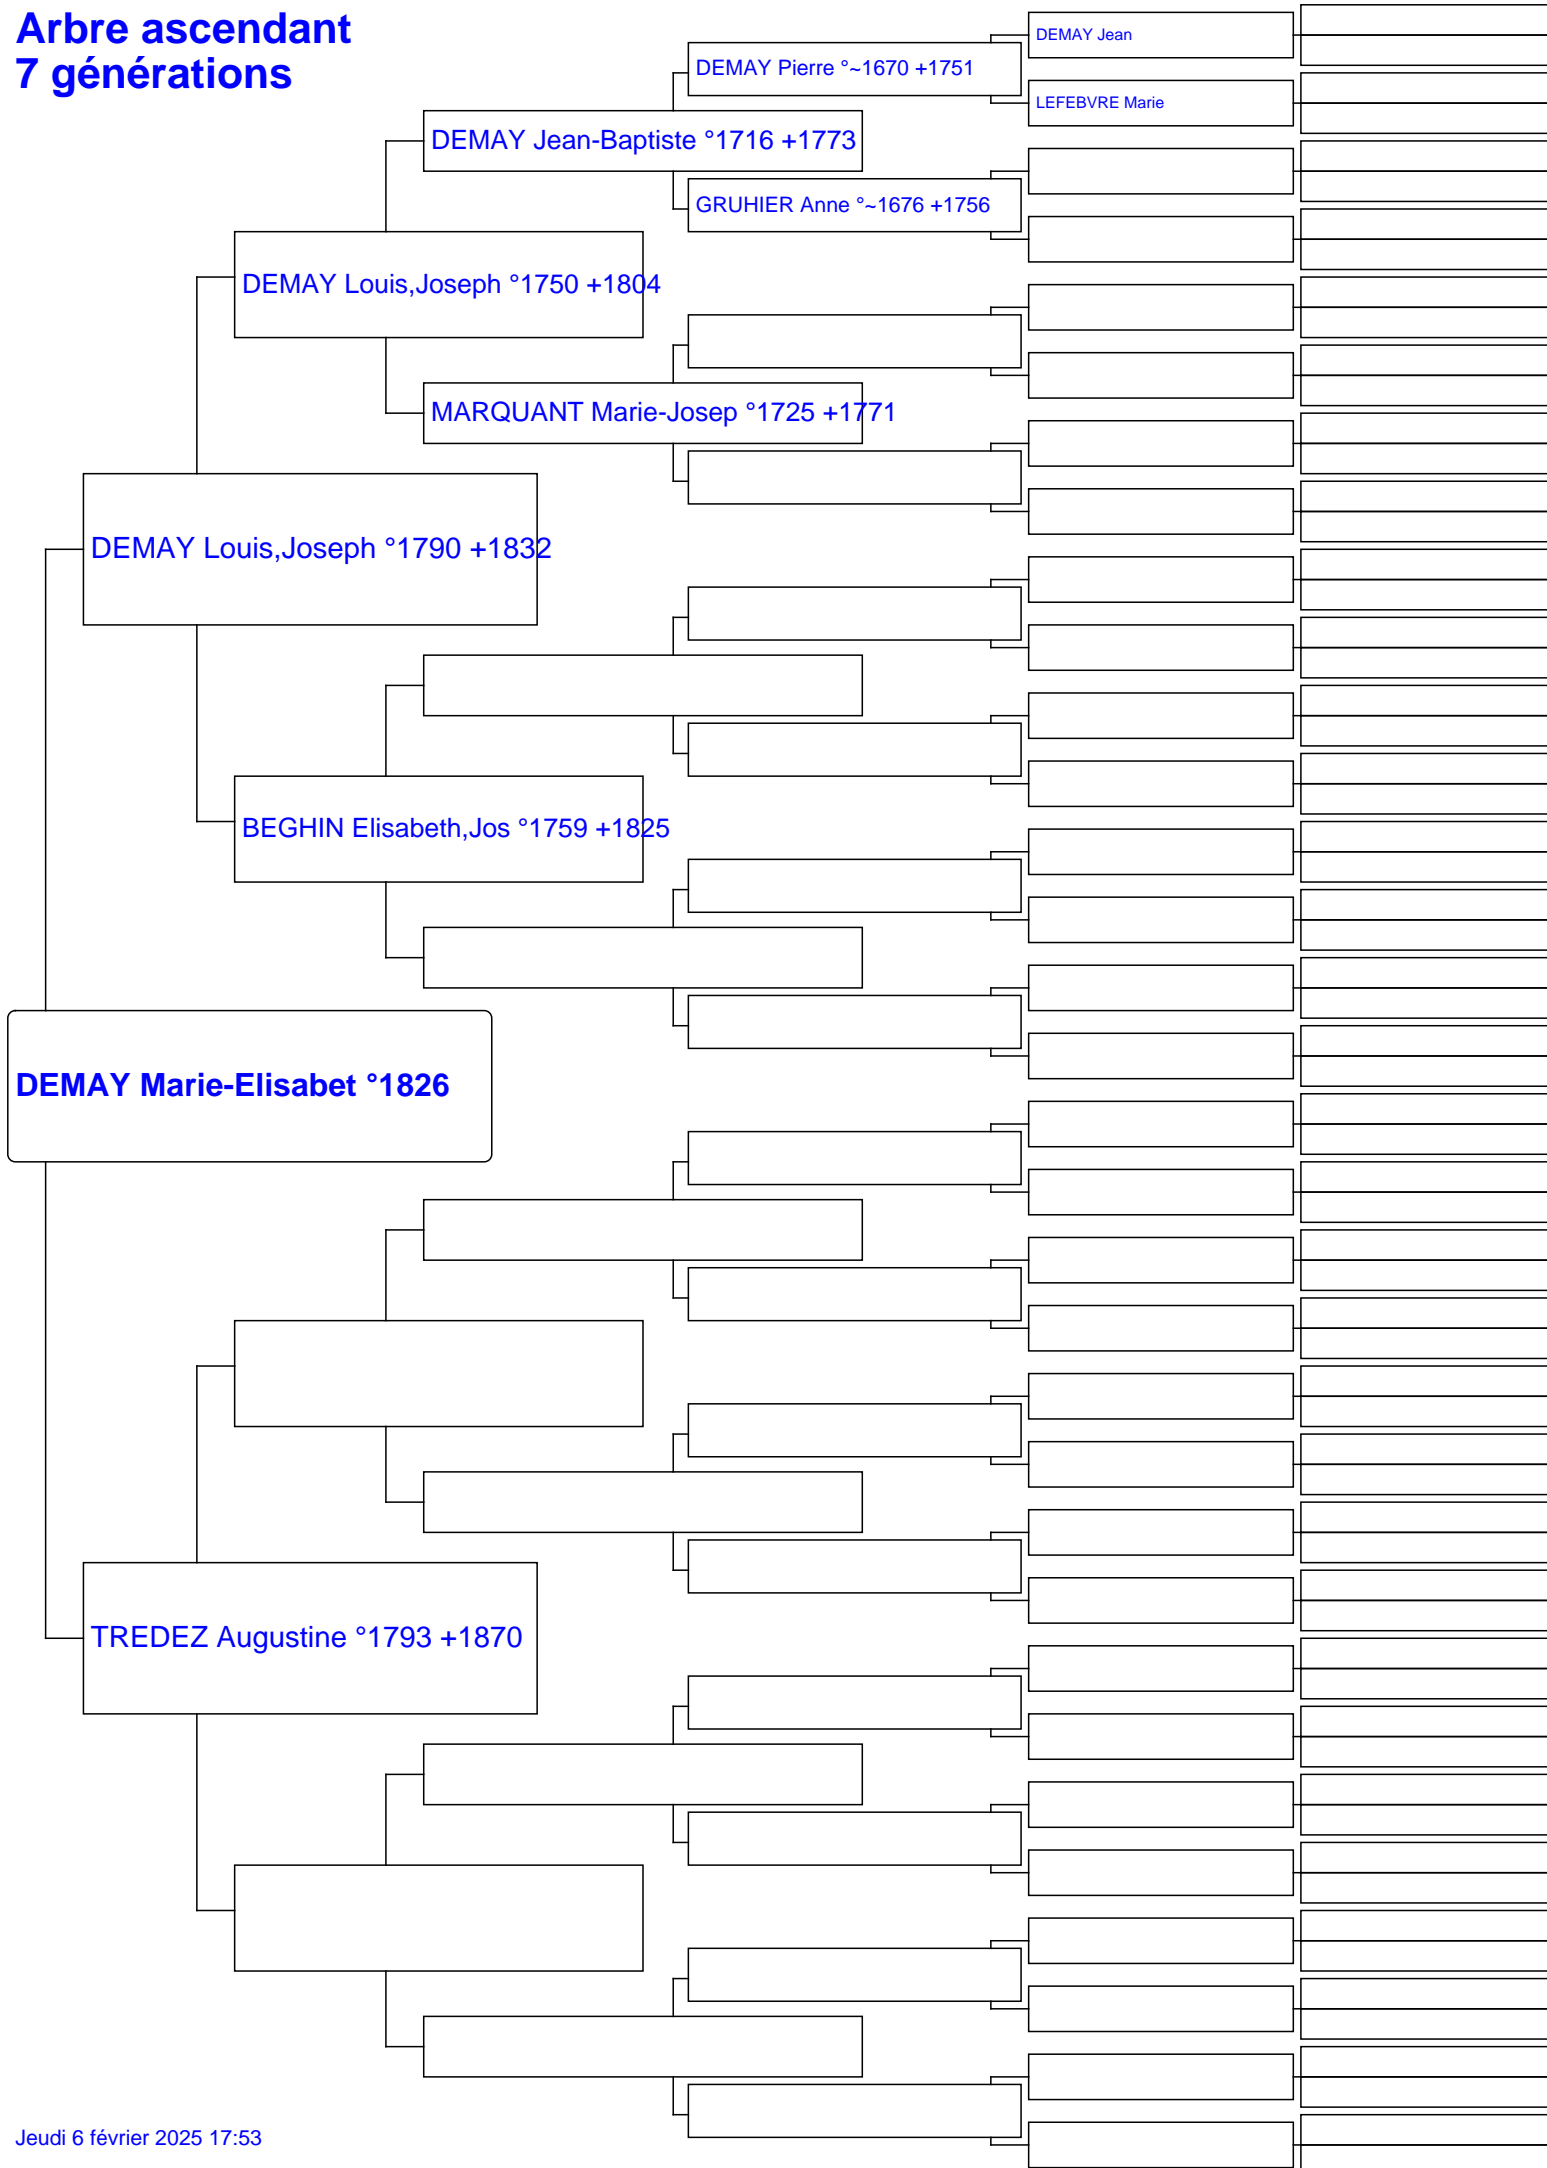 Arbre ascendant
7 générations
DEMAY Jean
DEMAY Pierre °~1670 +1751
LEFEBVRE Marie
DEMAY Jean-Baptiste °1716 +1773
GRUHIER Anne °~1676 +1756
DEMAY Louis,Joseph °1750 +1804
MARQUANT Marie-Josep °1725 +1771
DEMAY Louis,Joseph °1790 +1832
BEGHIN Elisabeth,Jos °1759 +1825
DEMAY Marie-Elisabet °1826
TREDEZ Augustine °1793 +1870
Jeudi 6 février 2025 17:53